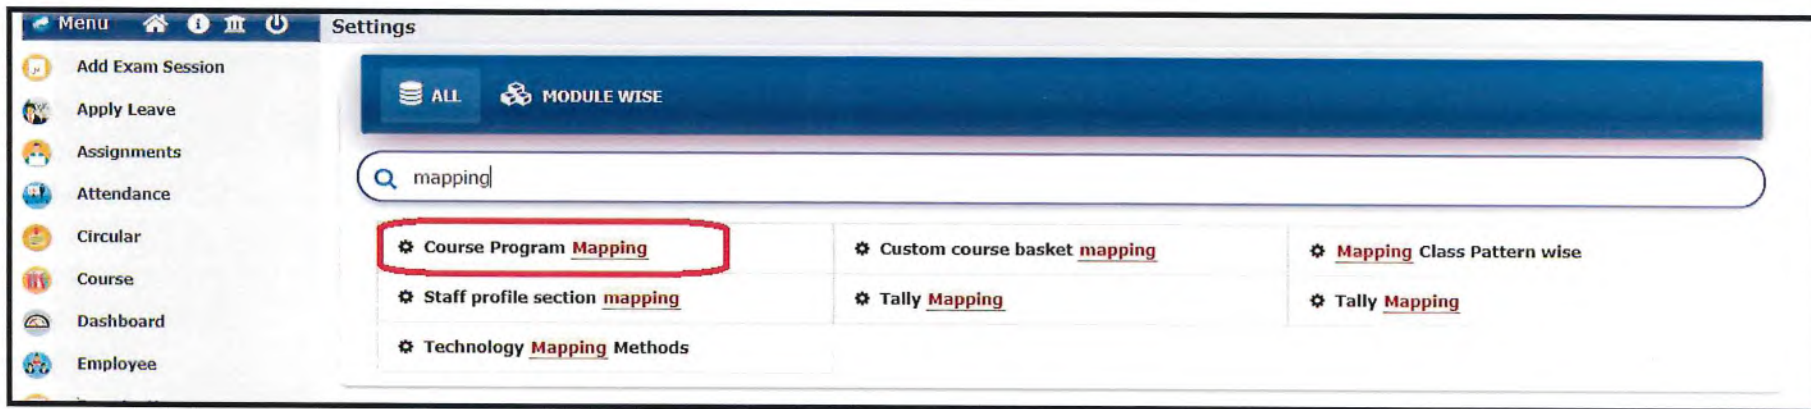 Menu
Settings
Add Exam Session
Apply Leave
Assignments
Attendance
Circular
Course
Dashboard
Employee
ALL MODULE WISE
mapping
Course Program Mapping Custom course basket mapping Mapping Class Pattern wise
Staff profile section mapping Tally Mapping Tally Mapping
Technology Mapping Methods